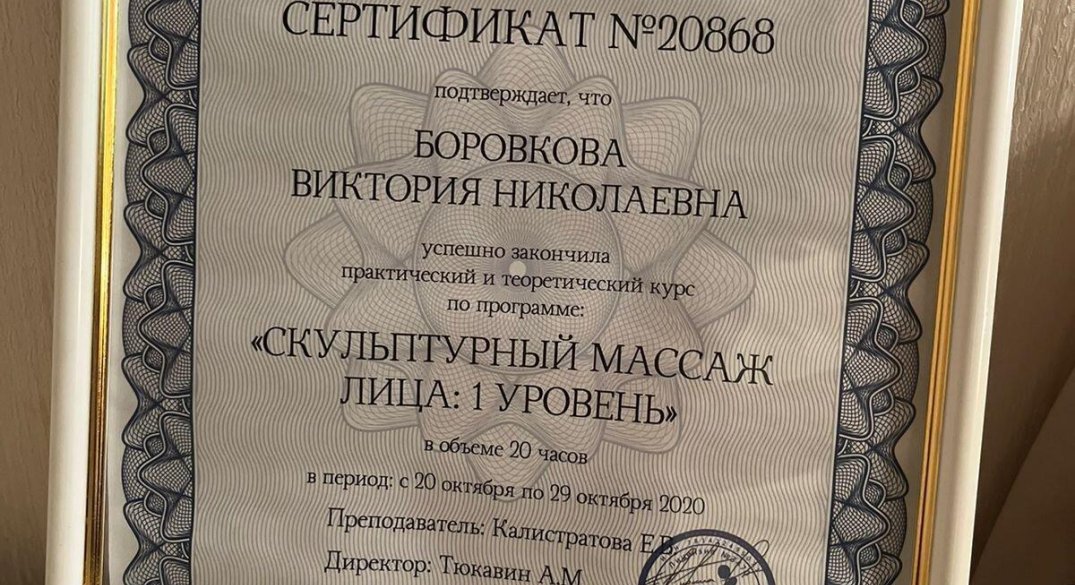 СЕРТИФИКАТ №20868
подтверждает, что
БОРОВКОВА
ВИКТОРИЯ НИКОЛАЕВНА
успешно закончила
практический и теоретический курс
по программе:
«СКУЛЬПТУРНЫЙ МАССАЖ
ЛИЦА: 1 УРОВЕНЬ»
в объеме 20 часов
в период: с 20 октября по 29 октября 2020
Преподаватель: Калистратова Е.В
Директор: Тюкавин А.М